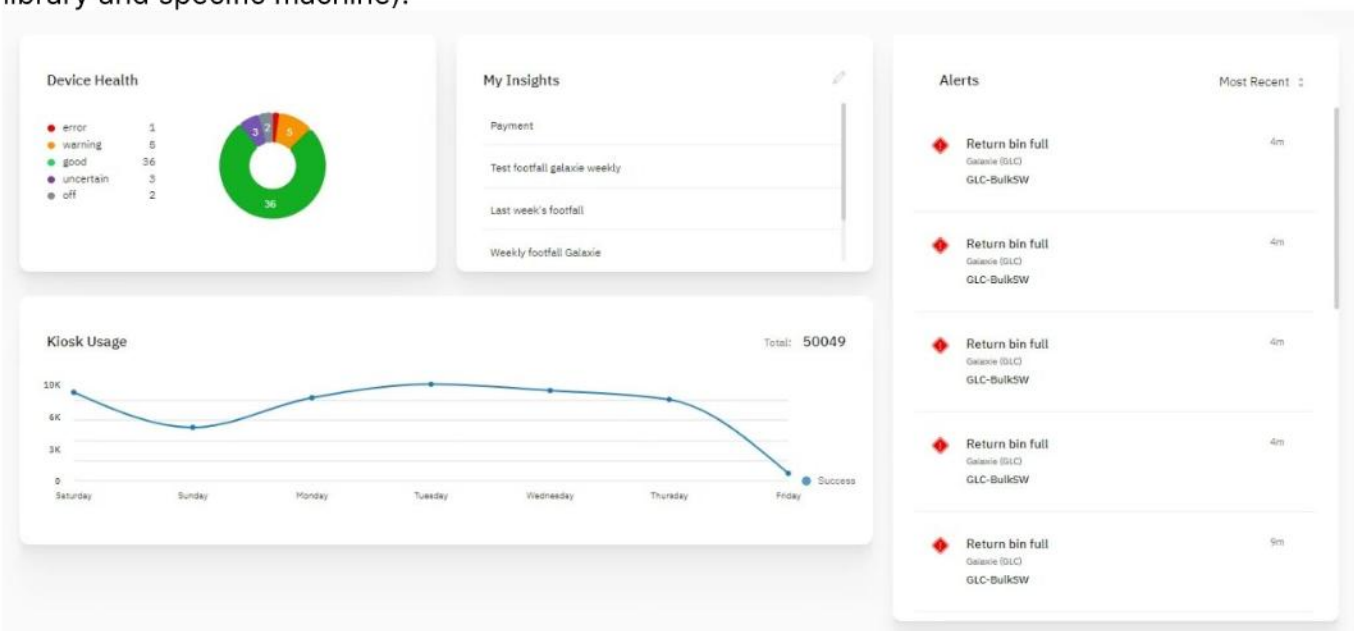 library and specific machine).
Device Health
error 1
warning 5
good 36
uncertain 3
off 2
3 2 5
36
My Insights
Payment
Test footfall galaxie weekly
Last week's footfall
Weekly footfall Galaxie
Kiosk Usage
Total: 50049
10K
6K
3K
0
Saturday Sunday Monday Tuesday Wednesday Thursday Friday
Success
Alerts
Most Recent
Return bin full 4m
Galaxie (GLC)
GLC-BulkSW
Return bin full 4m
Galaxie (GLC)
GLC-BulkSW
Return bin full 4m
Galaxie (GLC)
GLC-BulkSW
Return bin full 4m
Galaxie (GLC)
GLC-BulkSW
Return bin full 9m
Galaxie (GLC)
GLC-BulkSW